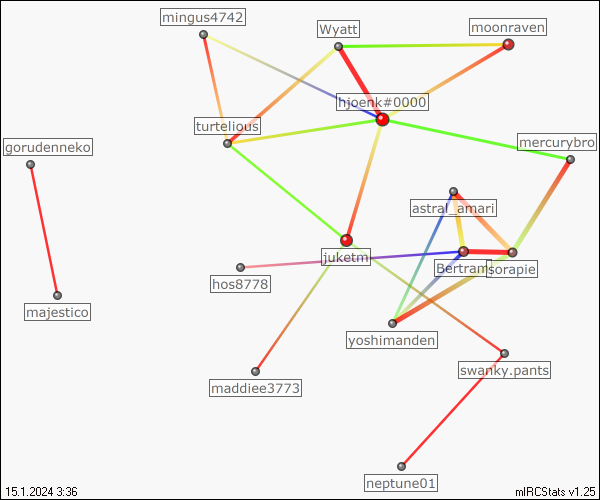 mingus4742
Wyatt
moonraven
hjoenk#0000
turtelious
gorudenneko
mercurybro
astral_amari
juketm
Bertram
sorapie
hos8778
majestico
yoshimanden
swanky.pants
maddiee3773
neptune01
15.1.2024 3:36
mIRCStats v1.25